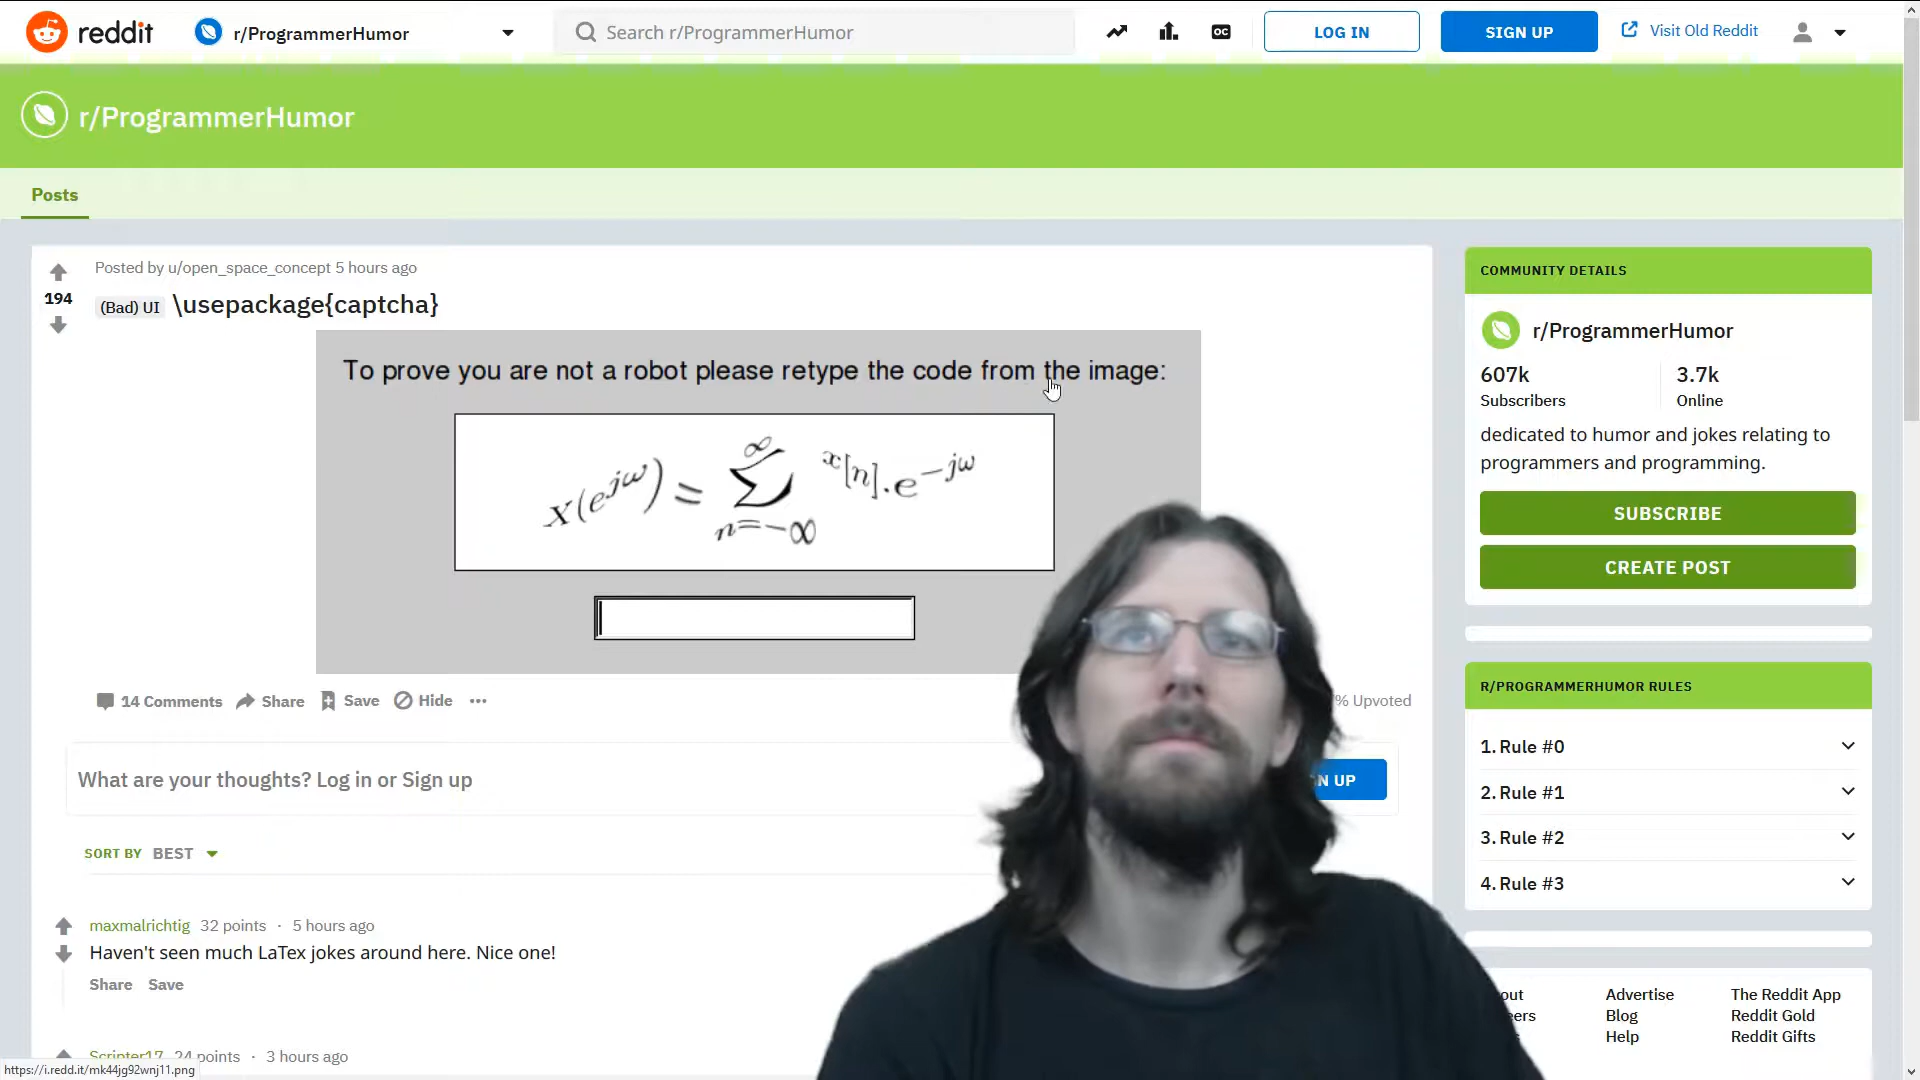 reddit
r/ProgrammerHumor
Search r/ProgrammerHumor
OC
LOG IN
SIGN UP
Visit Old Reddit
r/ProgrammerHumor
Posts
Posted by u/open_space_concept 5 hours ago
194
(Bad) UI \usepackage{captcha}
To prove you are not a robot please retype the code from the image:
X(e^{jω}) = ∑_{n=-∞}^{∞} x[n].e^{-jω}
14 Comments
Share
Save
Hide
% Upvoted
What are your thoughts? Log in or Sign up
N UP
SORT BY BEST
maxmalrichtig 32 points · 5 hours ago
Haven't seen much LaTex jokes around here. Nice one!
Share Save
Scripter17 24 points · 3 hours ago
https://i.redd.it/mk44jg92wnj11.png
COMMUNITY DETAILS
r/ProgrammerHumor
607k
Subscribers
3.7k
Online
dedicated to humor and jokes relating to
programmers and programming.
SUBSCRIBE
CREATE POST
R/PROGRAMMERHUMOR RULES
1. Rule #0
2. Rule #1
3. Rule #2
4. Rule #3
out Advertise The Reddit App
ers Blog Reddit Gold
Help Reddit Gifts